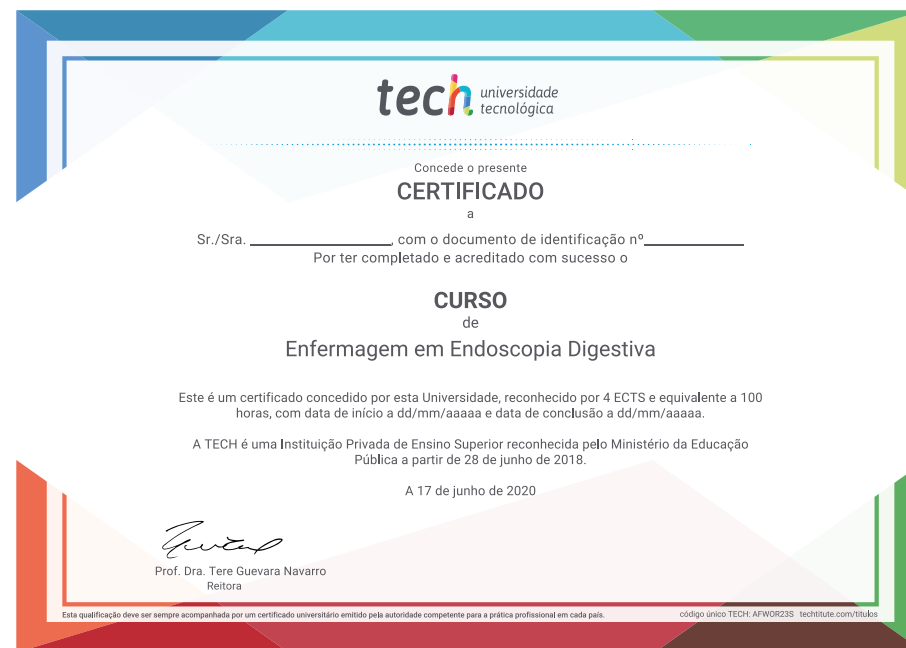 tech universidade
tecnológica
Concede o presente
CERTIFICADO
a
Sr./Sra. ____________________, com o documento de identificação nº______________
Por ter completado e acreditado com sucesso o
CURSO
de
Enfermagem em Endoscopia Digestiva
Este é um certificado concedido por esta Universidade, reconhecido por 4 ECTS e equivalente a 100
horas, com data de início a dd/mm/aaaaa e data de conclusão a dd/mm/aaaaa.
A TECH é uma Instituição Privada de Ensino Superior reconhecida pelo Ministério da Educação
Pública a partir de 28 de junho de 2018.
A 17 de junho de 2020
Prof. Dra. Tere Guevara Navarro
Reitora
Esta qualificação deve ser sempre acompanhada por um certificado universitário emitido pela autoridade competente para a prática profissional em cada país.
código único TECH: AFWOR23S techtitute.com/titulos